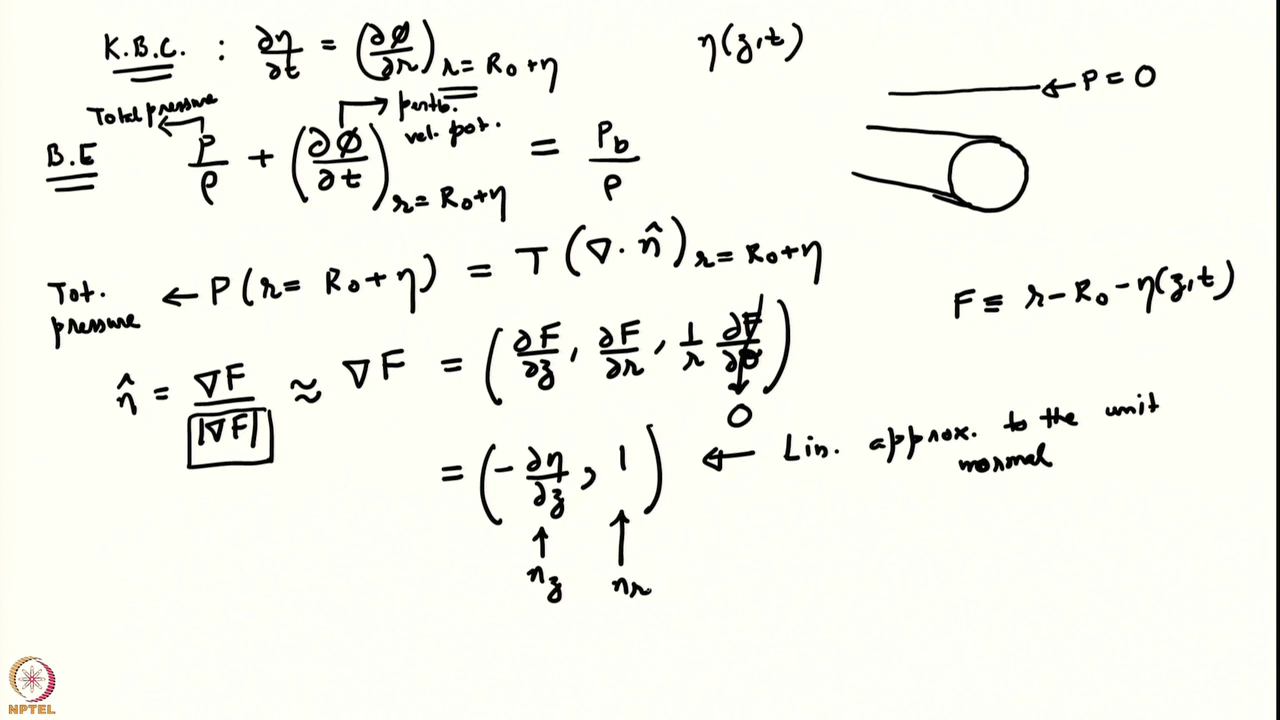 K.B.C. : ∂η/∂t = (∂φ/∂r)_{r = R₀+η}
η(z,t)
← P = 0
Total pressure
pertb. vel. pot.
B.E P/ρ + (∂φ/∂t)_{r = R₀+η} = P_b/ρ
Tot. pressure ← P(r = R₀+η) = T(∇·n̂)_{r = R₀+η}
F ≡ r - R₀ - η(z,t)
n̂ = ∇F/|∇F| ≈ ∇F = (∂F/∂z, ∂F/∂r, 1/r ∂F/∂θ)
0
= (-∂η/∂z, 1) ← Lin. approx. to the unit normal
n_z n_r
NPTEL